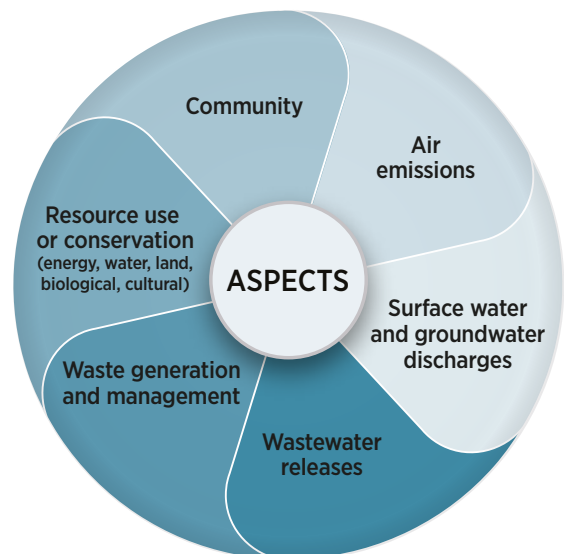 Community
Air
emissions
Resource use
or conservation
(energy, water, land,
biological, cultural)
ASPECTS
Surface water
and groundwater
discharges
Waste generation
and management
Wastewater
releases